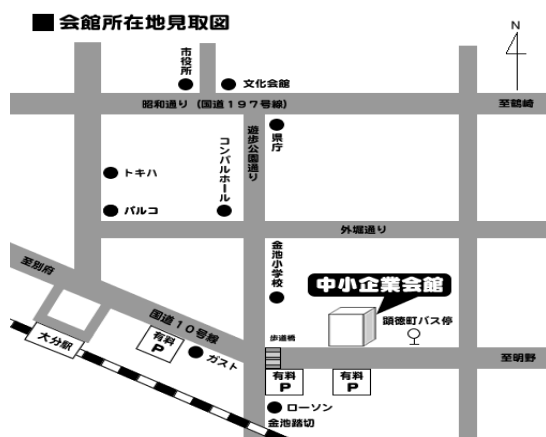 ■ 会館所在地見取図
N
市役所
文化会館
昭和通り（国道１９７号線）
至鶴崎
県庁
遊歩公園通り
コンパルホール
トキハ
パルコ
外堀通り
金池小学校
至別府
中小企業会館
国道１０号線
顕徳町バス停
大分駅
有料
P
ガスト
歩道橋
至明野
有料
P
有料
P
ローソン
金池踏切